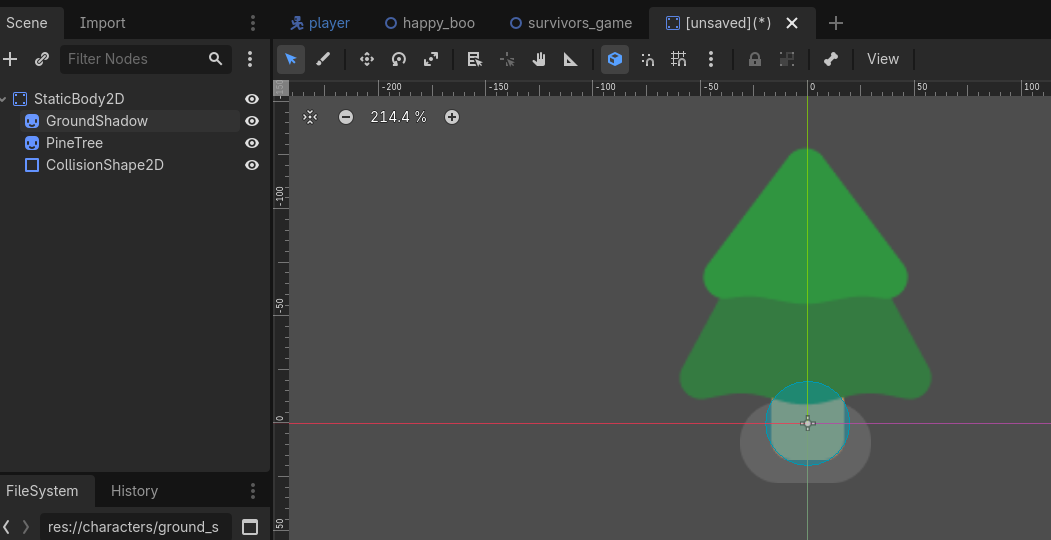 Scene Import player happy_boo survivors_game [unsaved](*)
Filter Nodes View
-200 -150 -100 -50 0 50 100
StaticBody2D
214.4 %
GroundShadow
PineTree
CollisionShape2D
-100
-50
0
50
FileSystem History
res://characters/ground_s